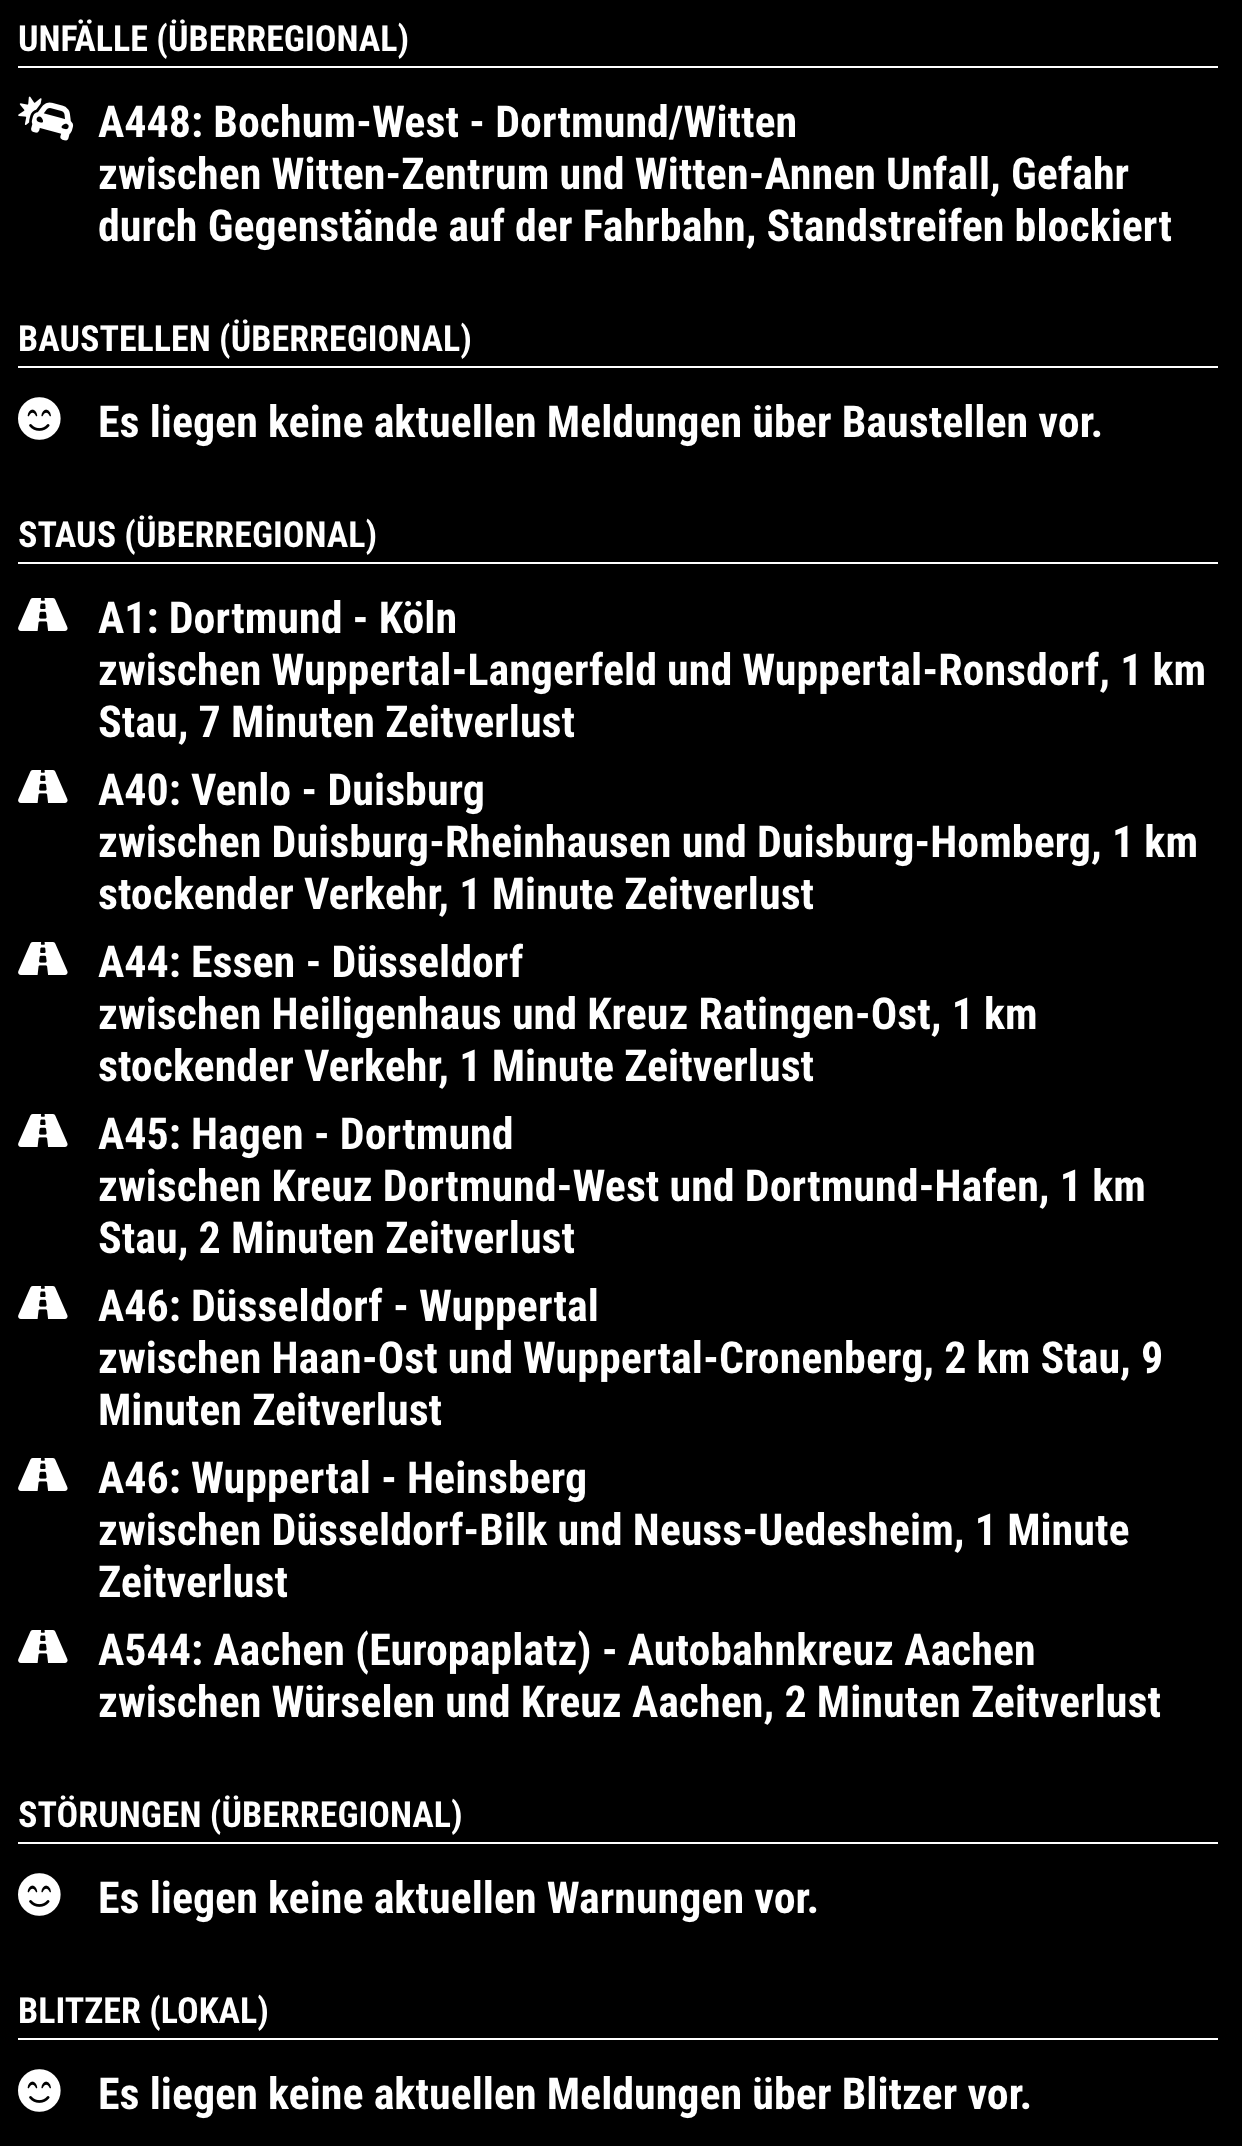 UNFÄLLE (ÜBERREGIONAL)
A448: Bochum-West - Dortmund/Witten
zwischen Witten-Zentrum und Witten-Annen Unfall, Gefahr
durch Gegenstände auf der Fahrbahn, Standstreifen blockiert
BAUSTELLEN (ÜBERREGIONAL)
Es liegen keine aktuellen Meldungen über Baustellen vor.
STAUS (ÜBERREGIONAL)
A1: Dortmund - Köln
zwischen Wuppertal-Langerfeld und Wuppertal-Ronsdorf, 1 km
Stau, 7 Minuten Zeitverlust
A40: Venlo - Duisburg
zwischen Duisburg-Rheinhausen und Duisburg-Homberg, 1 km
stockender Verkehr, 1 Minute Zeitverlust
A44: Essen - Düsseldorf
zwischen Heiligenhaus und Kreuz Ratingen-Ost, 1 km
stockender Verkehr, 1 Minute Zeitverlust
A45: Hagen - Dortmund
zwischen Kreuz Dortmund-West und Dortmund-Hafen, 1 km
Stau, 2 Minuten Zeitverlust
A46: Düsseldorf - Wuppertal
zwischen Haan-Ost und Wuppertal-Cronenberg, 2 km Stau, 9
Minuten Zeitverlust
A46: Wuppertal - Heinsberg
zwischen Düsseldorf-Bilk und Neuss-Uedesheim, 1 Minute
Zeitverlust
A544: Aachen (Europaplatz) - Autobahnkreuz Aachen
zwischen Würselen und Kreuz Aachen, 2 Minuten Zeitverlust
STÖRUNGEN (ÜBERREGIONAL)
Es liegen keine aktuellen Warnungen vor.
BLITZER (LOKAL)
Es liegen keine aktuellen Meldungen über Blitzer vor.